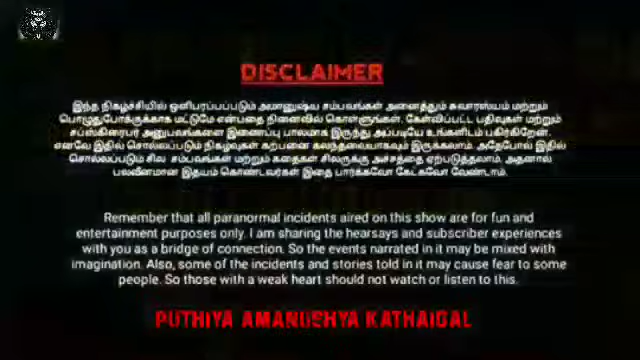 DISCLAIMER
இந்த நிகழ்ச்சியில் ஒளிபரப்பப்படும் அமானுஷ்ய சம்பவங்கள் அனைத்தும் சுவாரஸ்யம் மற்றும்
பொழுதுபோக்குக்காக மட்டுமே என்பதை நினைவில் கொள்ளுங்கள். கேள்விப்பட்ட பதிவுகள் மற்றும்
சப்ஸ்கிரைபர் அனுபவங்களை இணைப்பு பாலமாக இருந்து அப்படியே உங்களிடம் பகிர்கிறேன்.
எனவே இதில் சொல்லப்படும் நிகழ்வுகள் கற்பனை கலந்தவையாகவும் இருக்கலாம். அதேபோல் இதில்
சொல்லப்படும் சில சம்பவங்கள் மற்றும் கதைகள் சிலருக்கு அச்சத்தை ஏற்படுத்தலாம். அதனால்
பலவீனமான இதயம் கொண்டவர்கள் இதை பார்க்கவோ கேட்கவோ வேண்டாம்.
Remember that all paranormal incidents aired on this show are for fun and
entertainment purposes only. I am sharing the hearsays and subscriber experiences
with you as a bridge of connection. So the events narrated in it may be mixed with
imagination. Also, some of the incidents and stories told in it may cause fear to some
people. So those with a weak heart should not watch or listen to this.
PUTHIYA AMANUSHYA KATHAIGAL